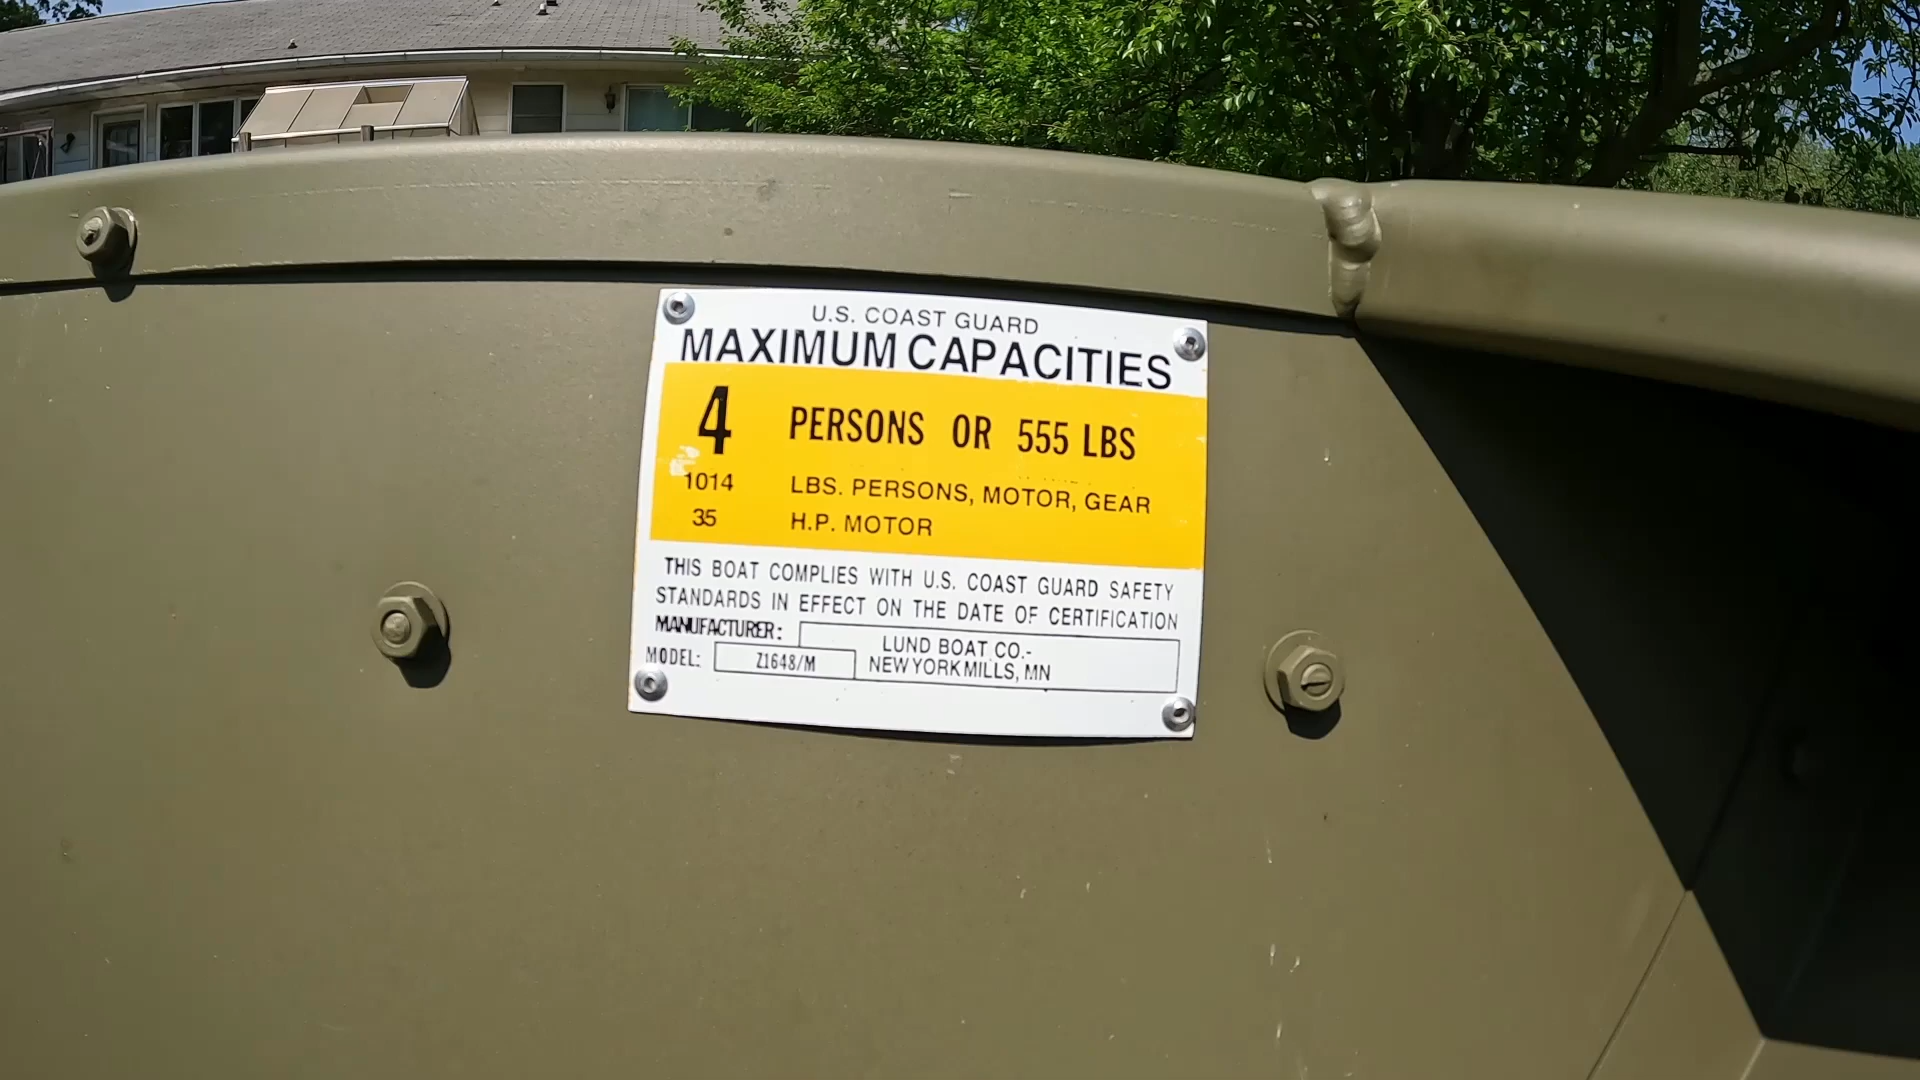 U.S. COAST GUARD
MAXIMUM CAPACITIES
4 PERSONS OR 555 LBS
1014 LBS. PERSONS, MOTOR, GEAR
35 H.P. MOTOR
THIS BOAT COMPLIES WITH U.S. COAST GUARD SAFETY
STANDARDS IN EFFECT ON THE DATE OF CERTIFICATION
MANUFACTURER: LUND BOAT CO.-
MODEL: Z1648/M NEW YORK MILLS, MN